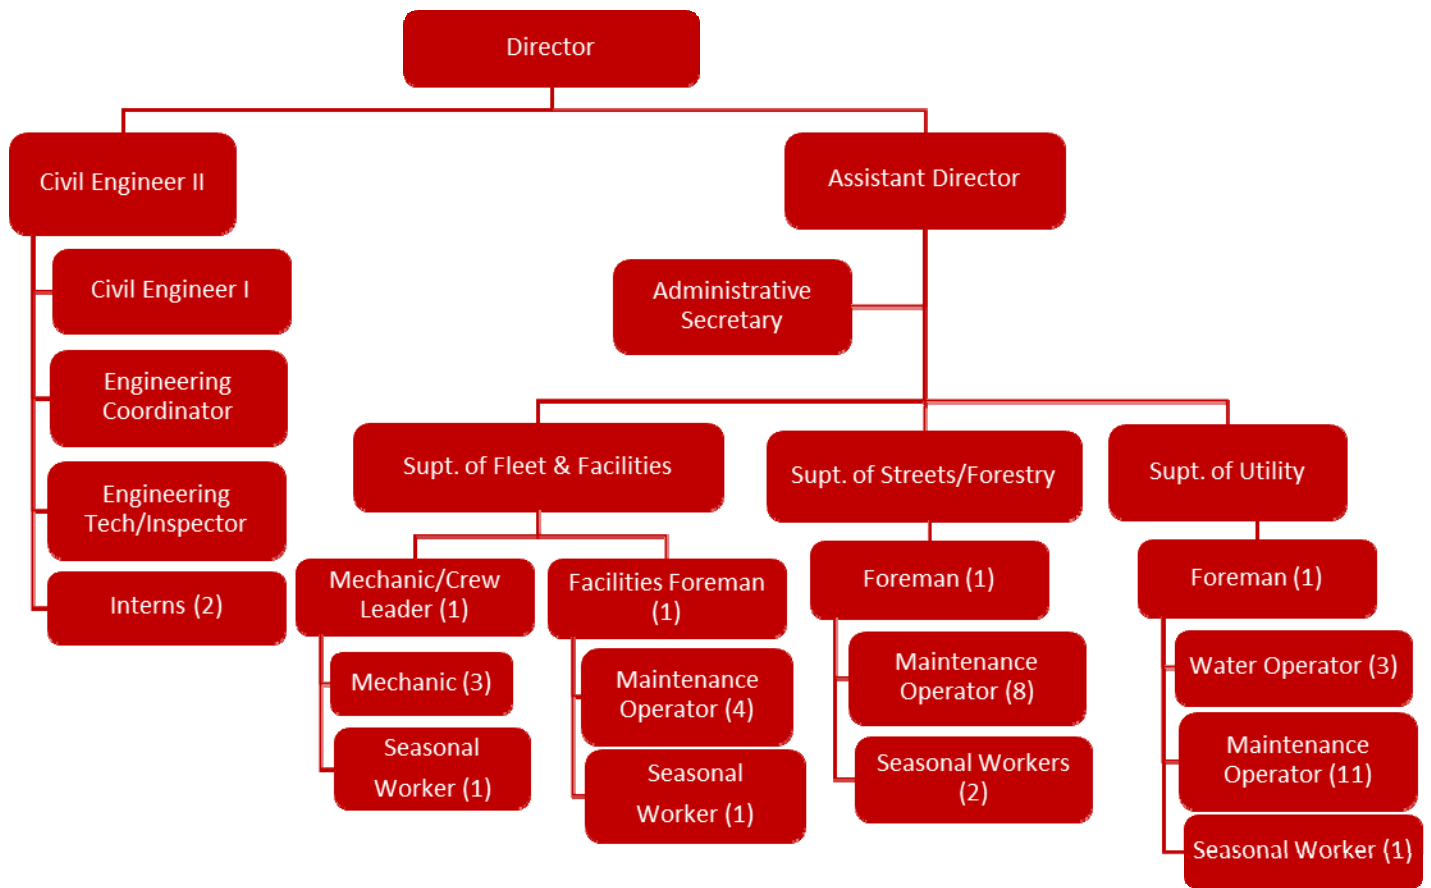 Director
Civil Engineer II
Assistant Director
Civil Engineer I
Administrative
Secretary
Engineering
Coordinator
Engineering
Tech/Inspector
Interns (2)
Supt. of Fleet & Facilities
Supt. of Streets/Forestry
Supt. of Utility
Mechanic/Crew
Leader (1)
Mechanic (3)
Seasonal
Worker (1)
Facilities Foreman
(1)
Maintenance
Operator (4)
Seasonal
Worker (1)
Foreman (1)
Maintenance
Operator (8)
Seasonal Workers
(2)
Foreman (1)
Water Operator (3)
Maintenance
Operator (11)
Seasonal Worker (1)